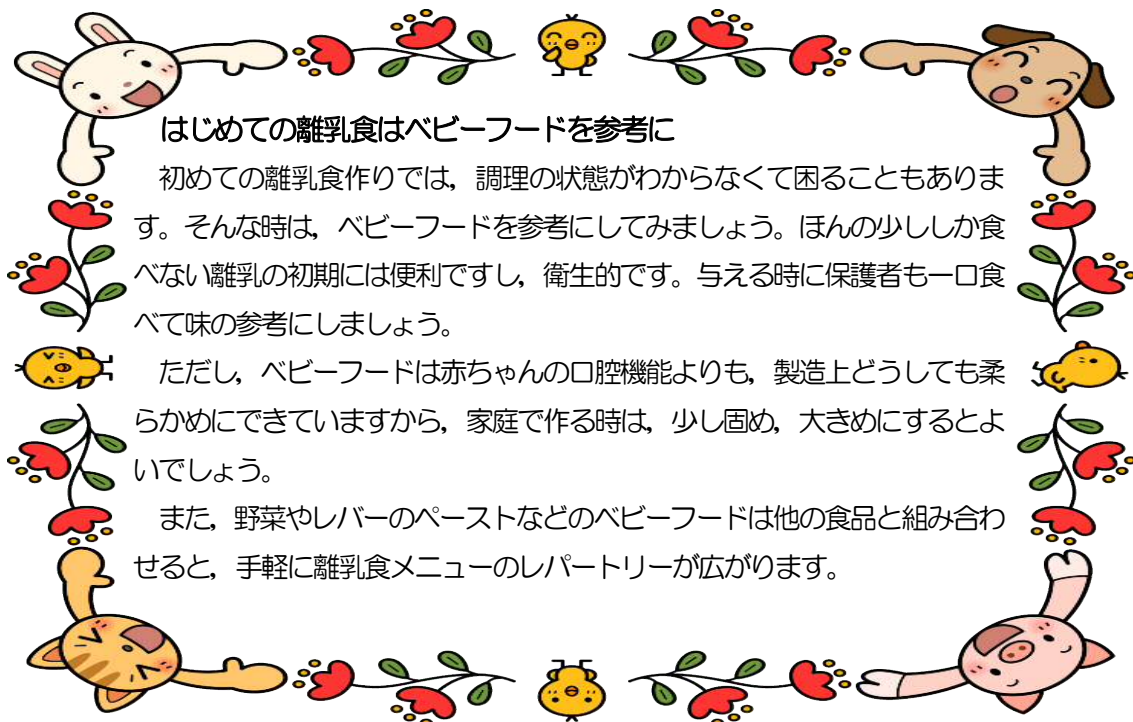 はじめての離乳食はベビーフードを参考に
初めての離乳食作りでは，調理の状態がわからなくて困ることもありま
す。そんな時は，ベビーフードを参考にしてみましょう。ほんの少ししか食
べない離乳の初期には便利ですし，衛生的です。与える時に保護者も一口食
べて味の参考にしましょう。
ただし，ベビーフードは赤ちゃんの口腔機能よりも，製造上どうしても柔
らかめにできていますから，家庭で作る時は，少し固め，大きめにするとよ
いでしょう。
また，野菜やレバーのペーストなどのベビーフードは他の食品と組み合わ
せると，手軽に離乳食メニューのレパートリーが広がります。